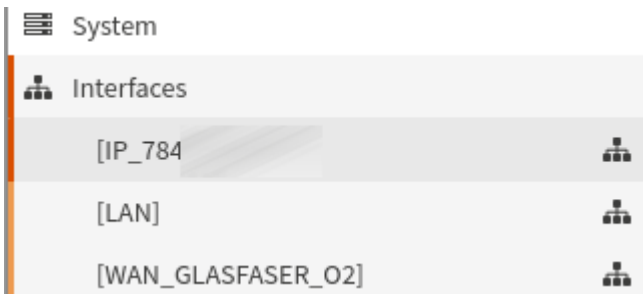 System
Interfaces
[IP_784
[LAN]
[WAN_GLASFASER_O2]